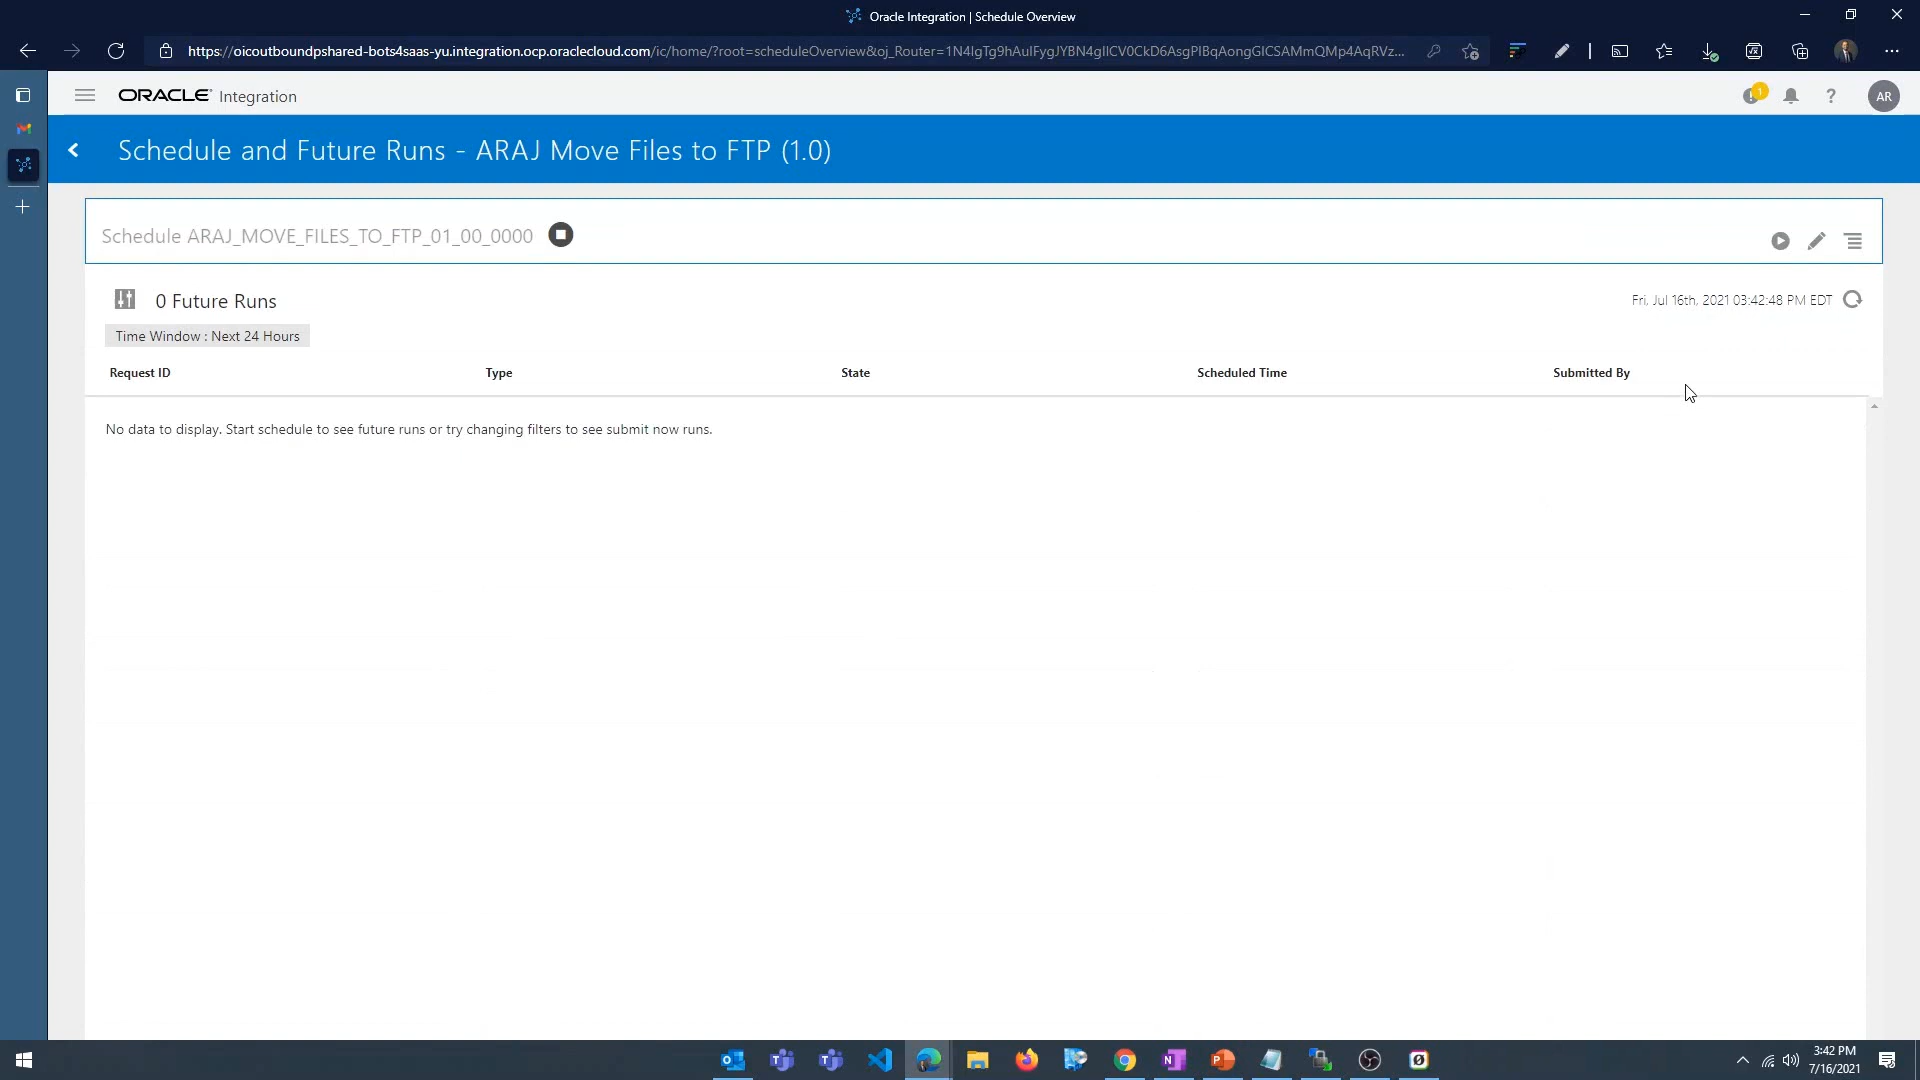 Oracle Integration | Schedule Overview
https://oicoutboundpshared-bots4saas-yu.integration.ocp.oraclecloud.com/ic/home/?root=scheduleOverview&oj_Router=1N4IgTg9hAuIFygJYBN4gIICV0CkD6AsgPIBqAongGICSAMmQMp4AqRVz...
ORACLE Integration
1
?
AR
Schedule and Future Runs - ARAJ Move Files to FTP (1.0)
Schedule ARAJ_MOVE_FILES_TO_FTP_01_00_0000
0 Future Runs
Fri, Jul 16th, 2021 03:42:48 PM EDT
Time Window : Next 24 Hours
Request ID Type State Scheduled Time Submitted By
No data to display. Start schedule to see future runs or try changing filters to see submit now runs.
3:42 PM
7/16/2021